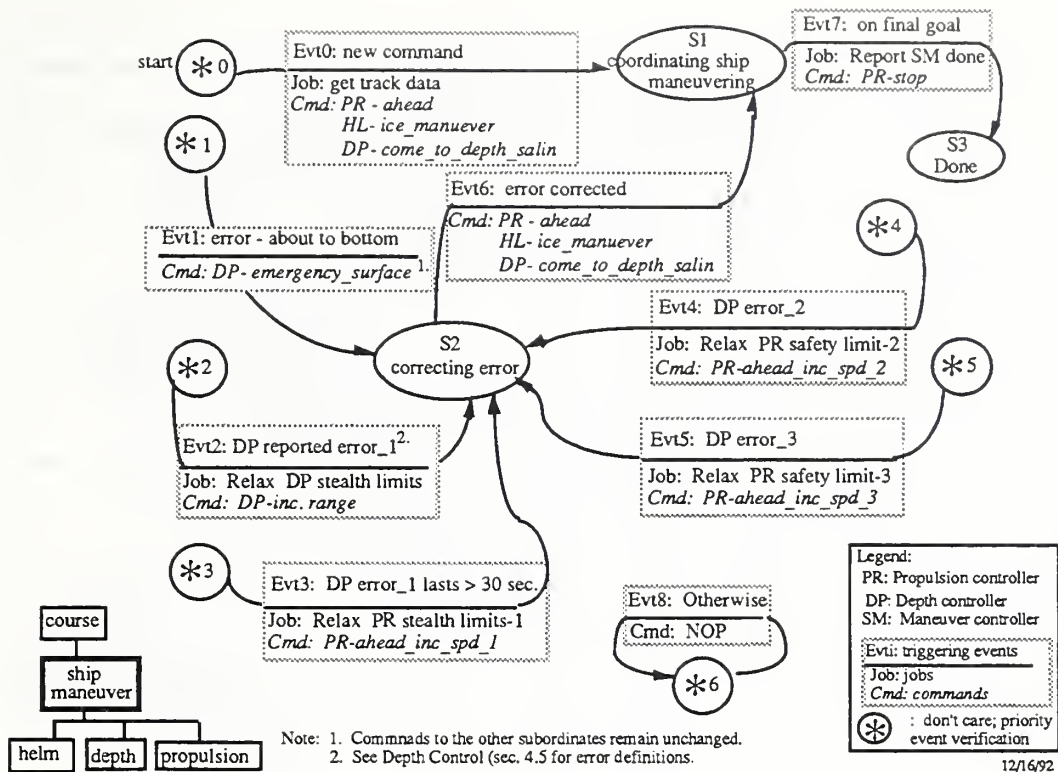 start
*0
Evt0: new command
Job: get track data
Cmd: PR - ahead
HL- ice_manuever
DP- come_to_depth_salin
S1
coordinating ship
maneuvering
Evt7: on final goal
Job: Report SM done
Cmd: PR-stop
S3
Done
*1
Evt1: error - about to bottom
Cmd: DP- emergency_surface 1.
Evt6: error corrected
Cmd: PR - ahead
HL- ice_manuever
DP- come_to_depth_salin
*4
Evt4: DP error_2
Job: Relax PR safety limit-2
Cmd: PR-ahead_inc_spd_2
S2
correcting error
*2
Evt2: DP reported error_1 2.
Job: Relax DP stealth limits
Cmd: DP-inc. range
*5
Evt5: DP error_3
Job: Relax PR safety limit-3
Cmd: PR-ahead_inc_spd_3
*3
Evt3: DP error_1 lasts > 30 sec.
Job: Relax PR stealth limits-1
Cmd: PR-ahead_inc_spd_1
Evt8: Otherwise
Cmd: NOP
*6
Legend:
PR: Propulsion controller
DP: Depth controller
SM: Maneuver controller
Evti: triggering events
Job: jobs
Cmd: commands
* : don't care; priority
event verification
course
ship
maneuver
helm
depth
propulsion
Note: 1. Commnads to the other subordinates remain unchanged.
2. See Depth Control (sec. 4.5 for error definitions.
12/16/92